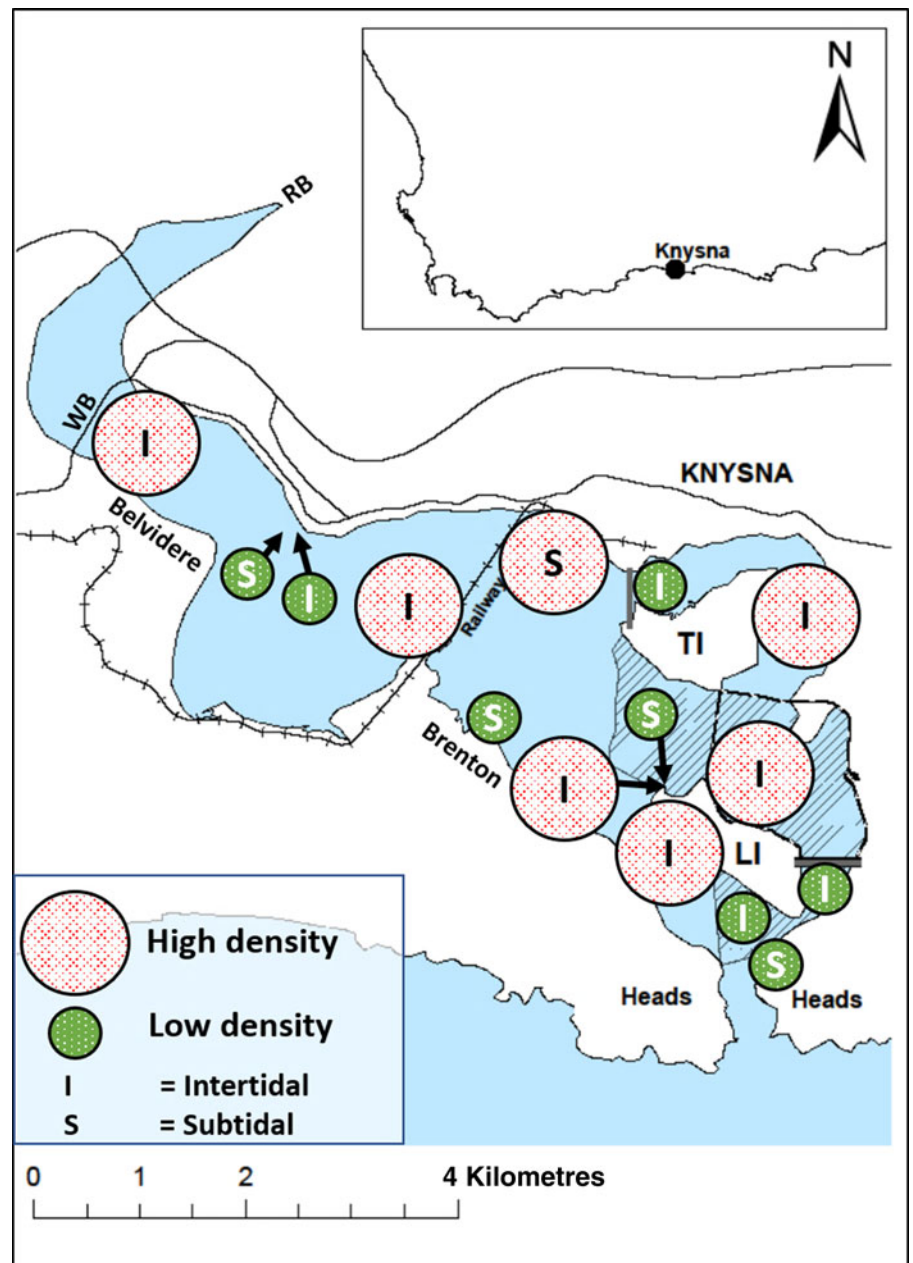 N
Knysna
RB
WB
I
Belvidere
KNYSNA
S
I
I
Railway
S
I
TI
I
S
S
Brenton
I
I
I
LI
I
I
S
Heads
Heads
High density
Low density
I = Intertidal
S = Subtidal
0 1 2 4 Kilometres